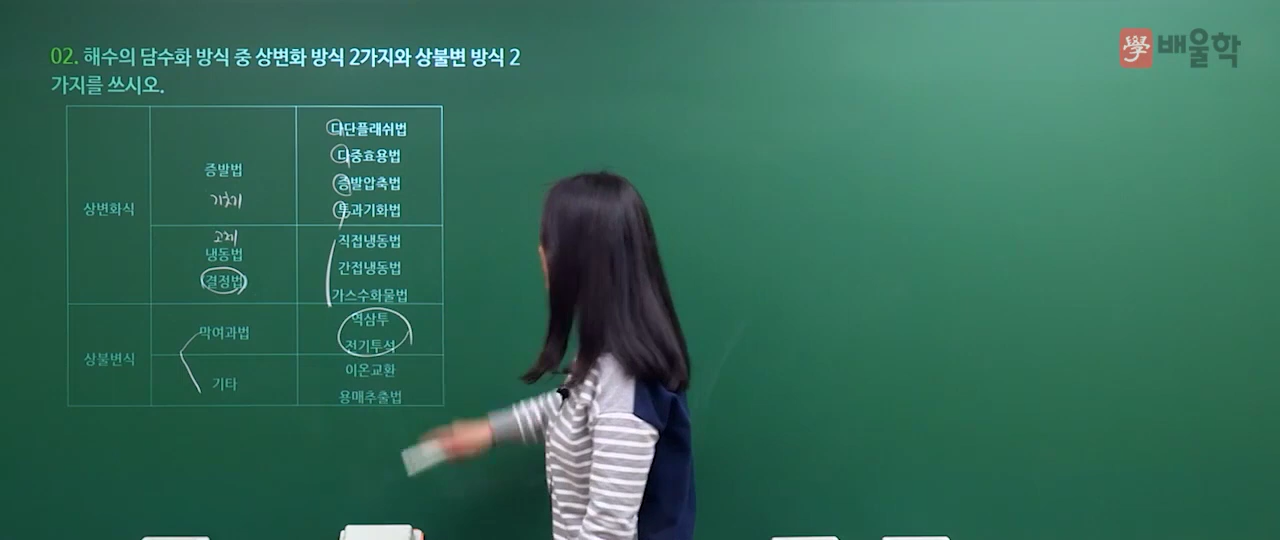 02. 해수의 담수화 방식 중 상변화 방식 2가지와 상불변 방식 2
가지를 쓰시오.
學 배울학
상변화식
증발법
기체
다단플래쉬법
다중효용법
증발압축법
투과기화법
고체
냉동법
결정법
직접냉동법
간접냉동법
가스수화물법
상불변식
막여과법
역삼투
전기투석
기타
이온교환
용매추출법